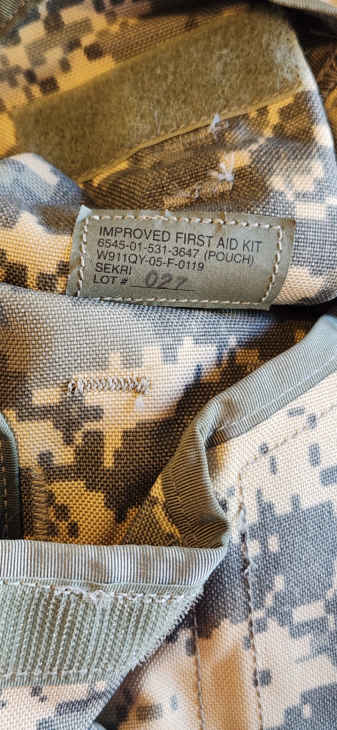 IMPROVED FIRST AID KIT
6545-01-531-3647 (POUCH)
W911QY-05-F-0119
SEKRI
LOT # 027